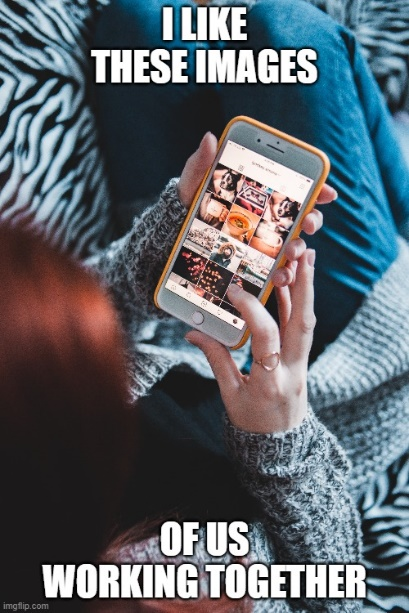 I LIKE
THESE IMAGES
OF US
WORKING TOGETHER
imgflip.com